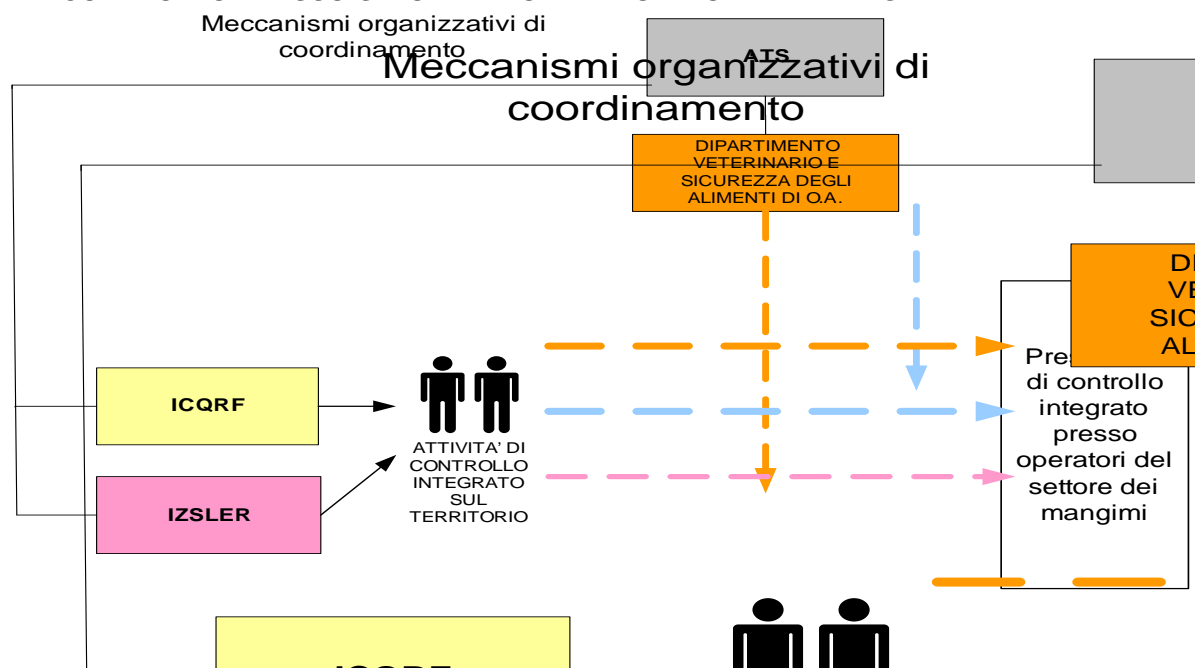 Meccanismi organizzativi di
coordinamento
ATS
Meccanismi organizzativi di
coordinamento
DIPARTIMENTO
VETERINARIO E
SICUREZZA DEGLI
ALIMENTI DI O.A.
ICQRF
IZSLER
ATTIVITA' DI
CONTROLLO
INTEGRATO
SUL
TERRITORIO
di controllo
integrato
presso
operatori del
settore dei
mangimi